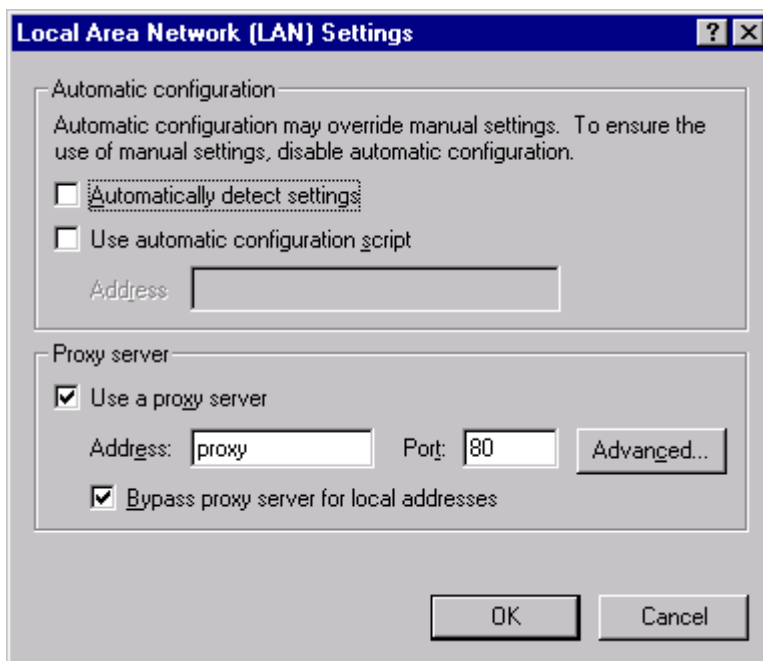 Local Area Network (LAN) Settings
Automatic configuration
Automatic configuration may override manual settings. To ensure the
use of manual settings, disable automatic configuration.
Automatically detect settings
Use automatic configuration script
Address
Proxy server
Use a proxy server
Address: proxy Port: 80 Advanced...
Bypass proxy server for local addresses
OK Cancel